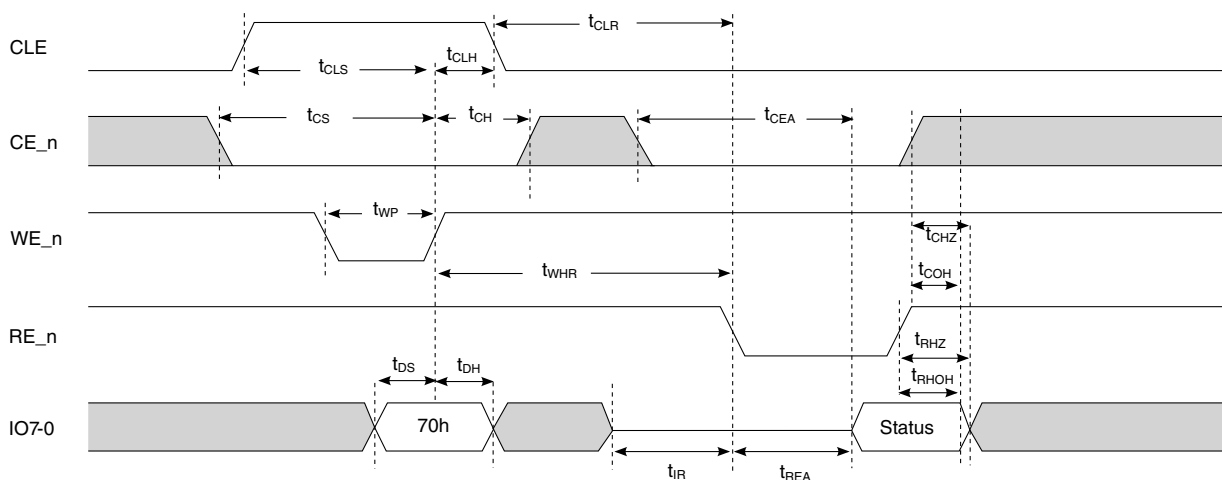 CLE
tCLR
tCLS
tCLH
CE_n
tCS
tCH
tCEA
WE_n
tWP
tCHZ
tWHR
tCOH
RE_n
tRHZ
tDS
tDH
tRHOH
IO7-0
70h
Status
tIR
tREA